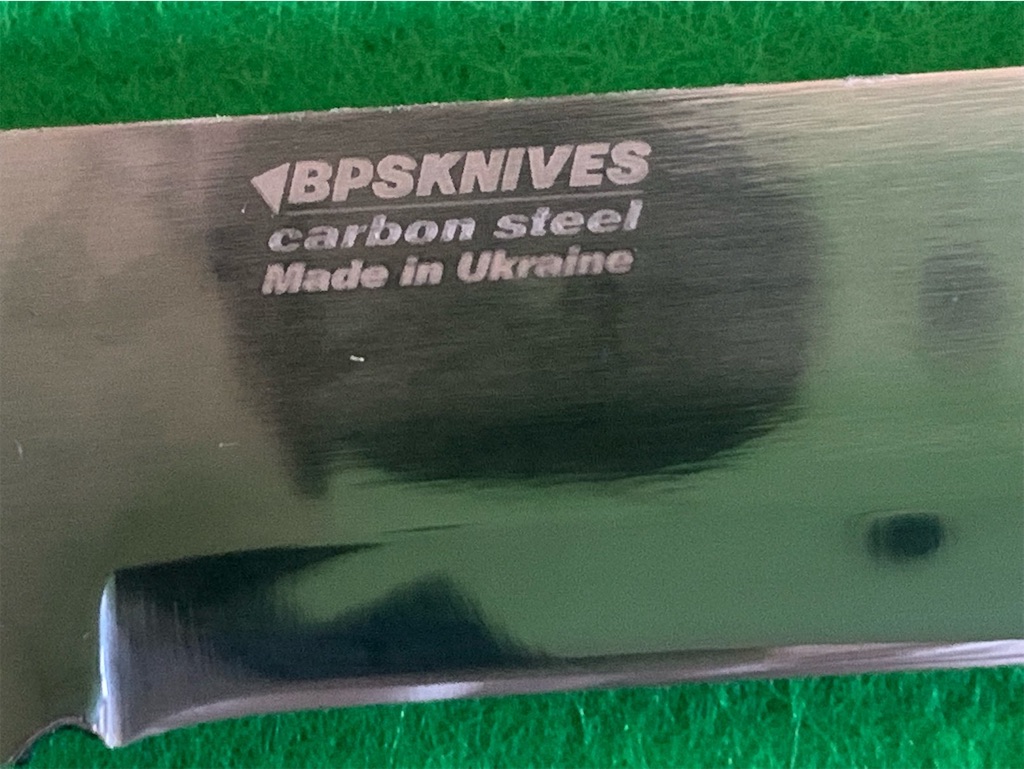 BPSKNIVES
carbon steel
Made in Ukraine